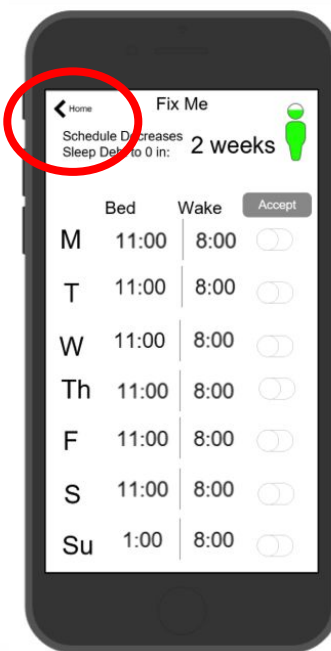 Home Fix Me
Schedule Decreases
Sleep Debt to 0 in: 2 weeks
Bed Wake Accept
M 11:00 8:00
T 11:00 8:00
W 11:00 8:00
Th 11:00 8:00
F 11:00 8:00
S 11:00 8:00
Su 1:00 8:00